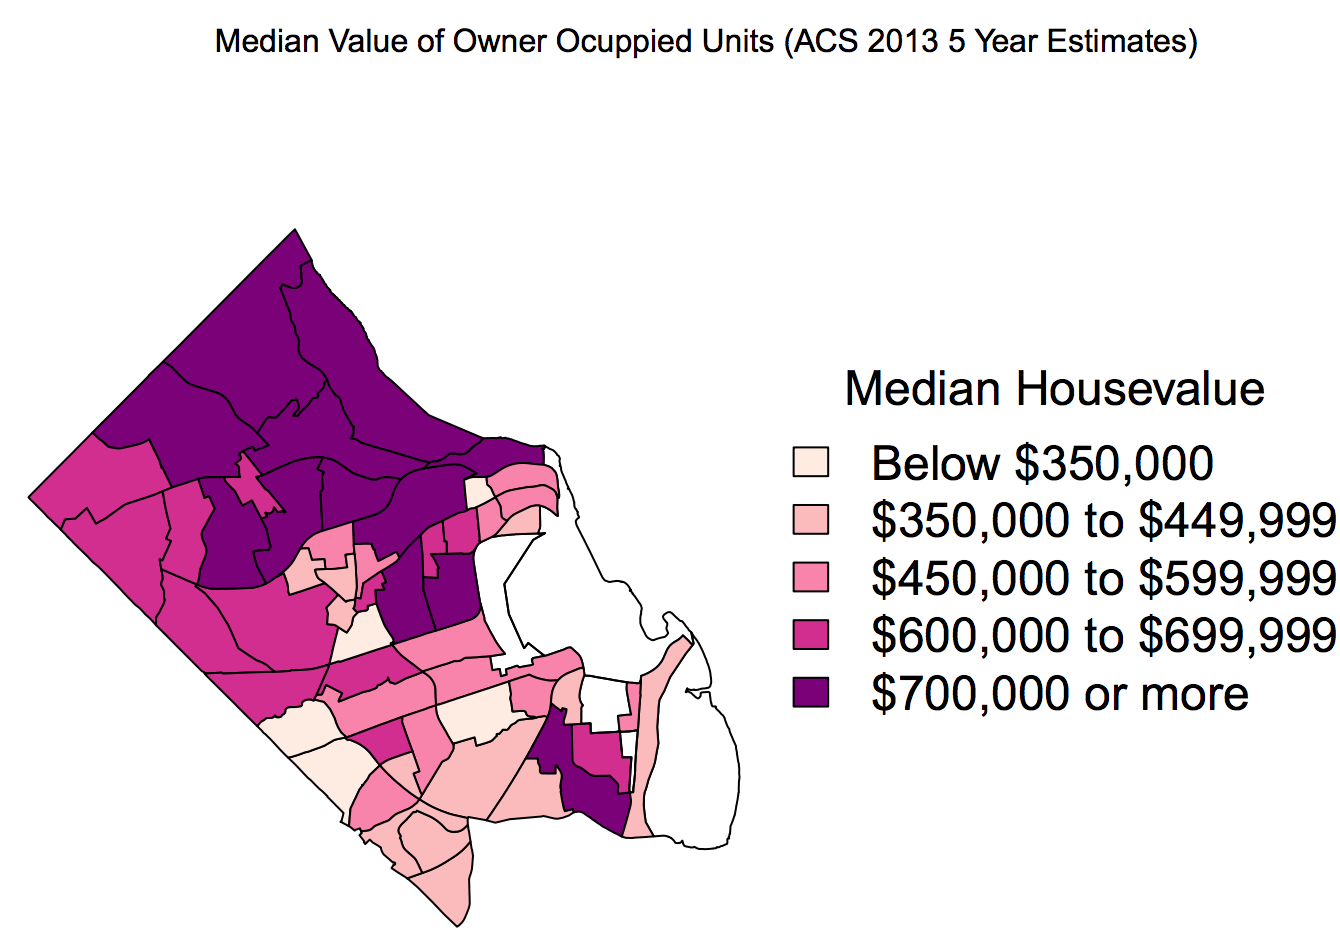 Median Value of Owner Ocuppied Units (ACS 2013 5 Year Estimates)
Median Housevalue
Below $350,000
$350,000 to $449,999
$450,000 to $599,999
$600,000 to $699,999
$700,000 or more